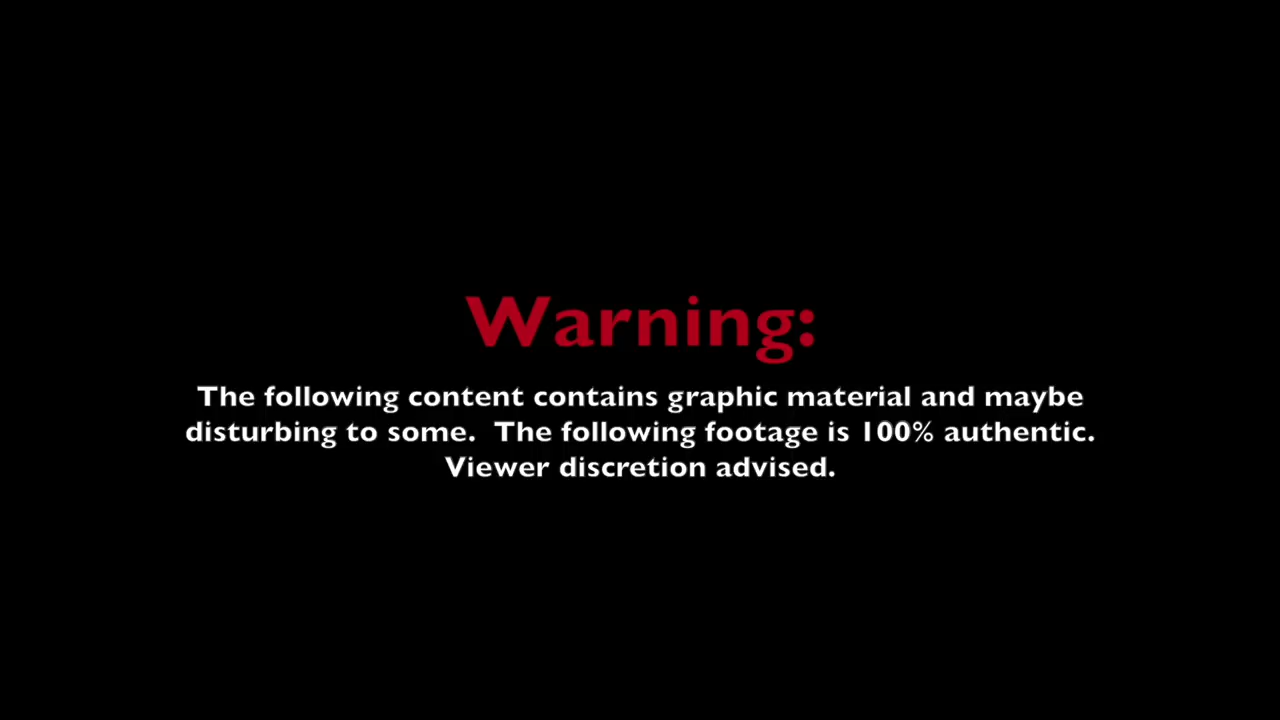 Warning:
The following content contains graphic material and maybe
disturbing to some.  The following footage is 100% authentic.
Viewer discretion advised.